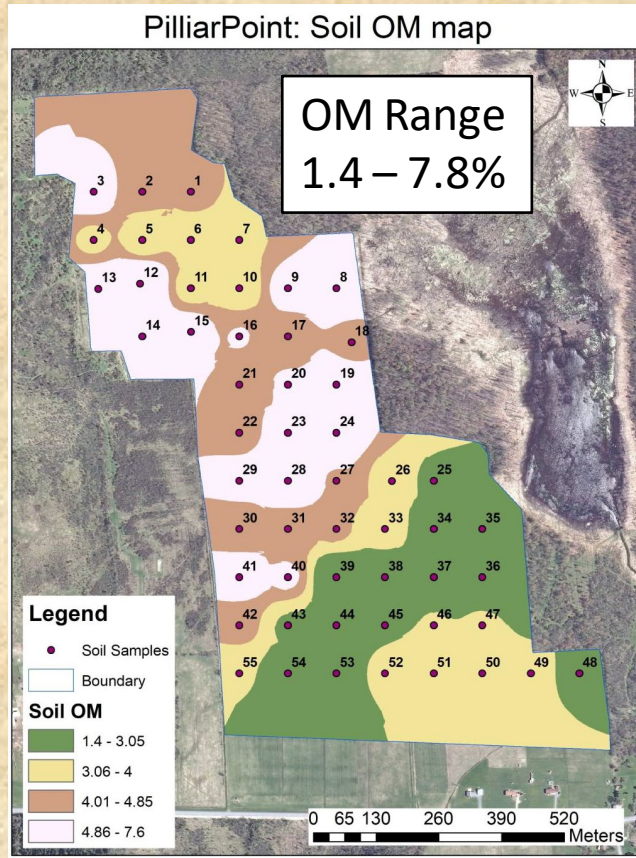 PilliarPoint: Soil OM map
OM Range
1.4 – 7.8%
N
W E
S
3 2 1
4 5 6 7
13 12 11 10 9 8
14 15 16 17 18
21 20 19
22 23 24
29 28 27 26 25
30 31 32 33 34 35
41 40 39 38 37 36
42 43 44 45 46 47
55 54 53 52 51 50 49 48
Legend
Soil Samples
Boundary
Soil OM
1.4 - 3.05
3.06 - 4
4.01 - 4.85
4.86 - 7.6
0 65 130 260 390 520
Meters